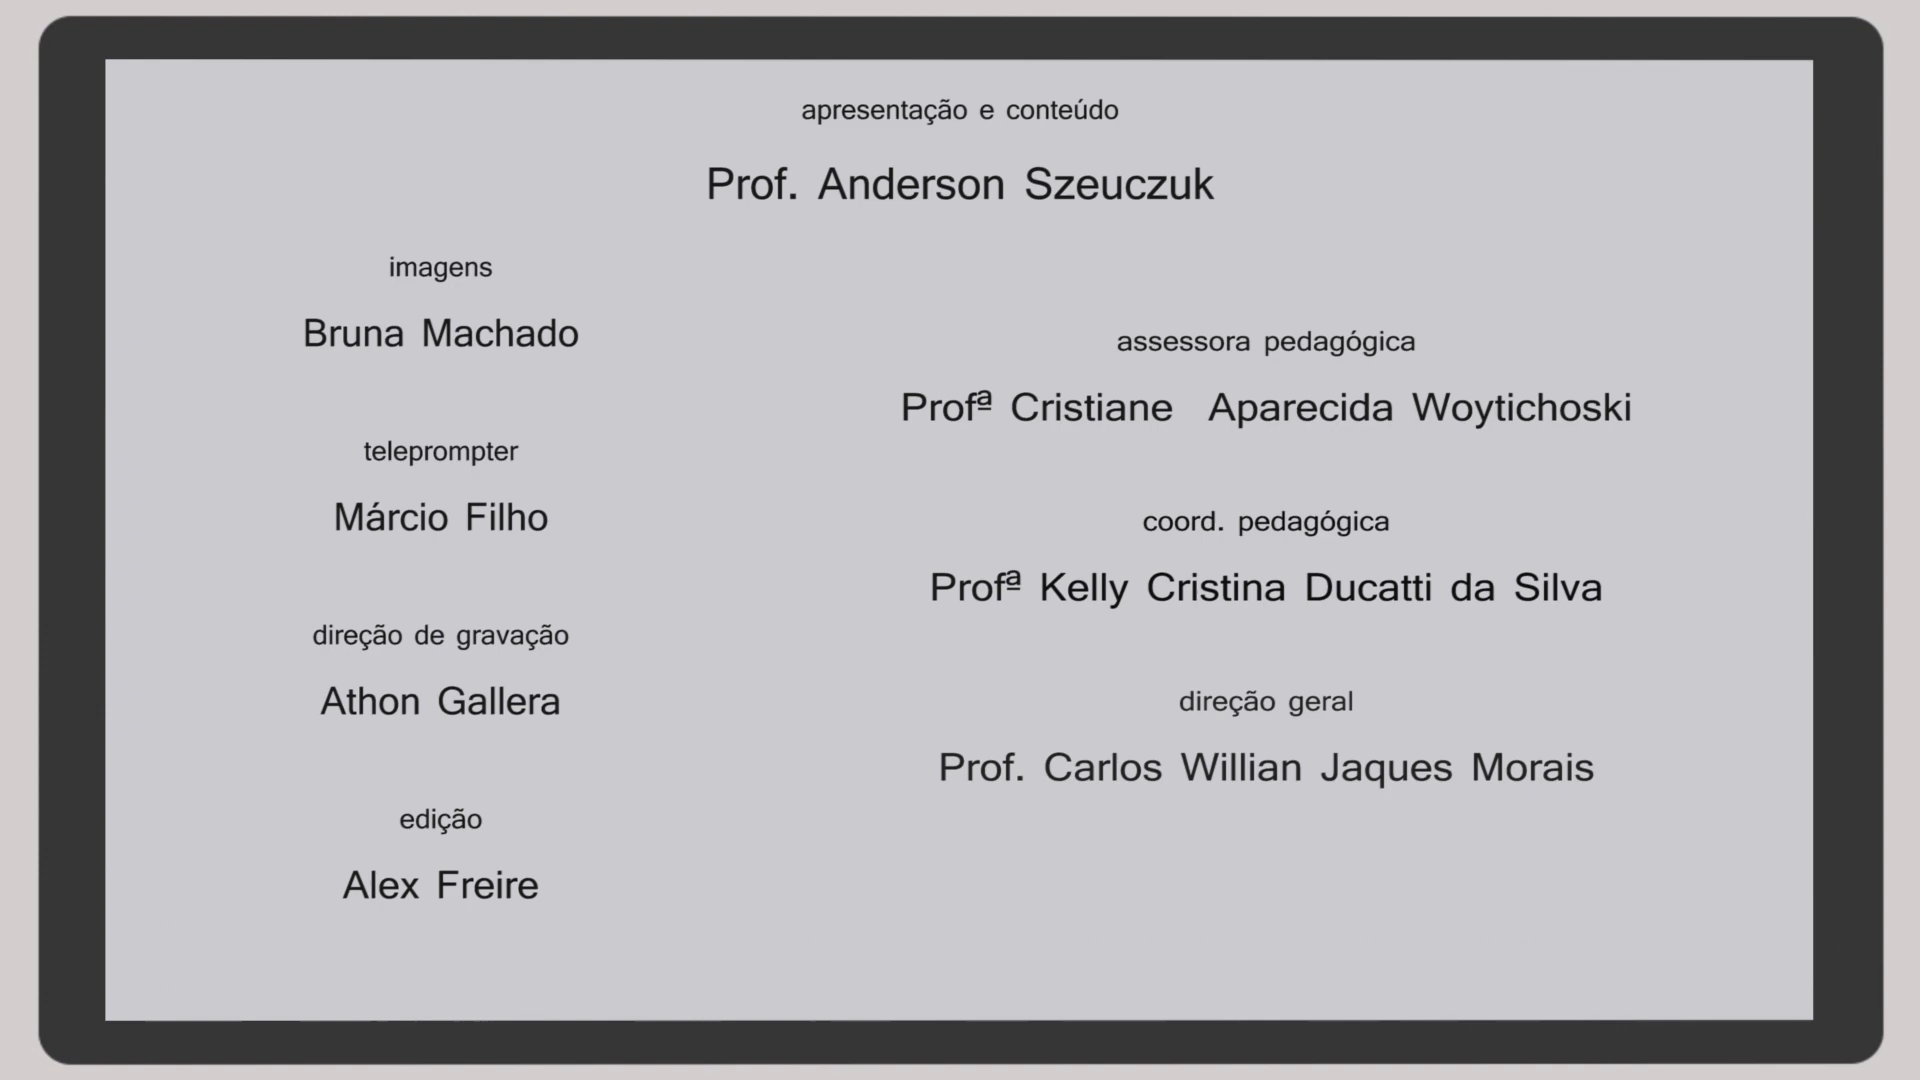 apresentação e conteúdo
Prof. Anderson Szeuczuk
imagens
Bruna Machado
teleprompter
Márcio Filho
direção de gravação
Athon Gallera
edição
Alex Freire
assessora pedagógica
Profª Cristiane Aparecida Woytichoski
coord. pedagógica
Profª Kelly Cristina Ducatti da Silva
direção geral
Prof. Carlos Willian Jaques Morais